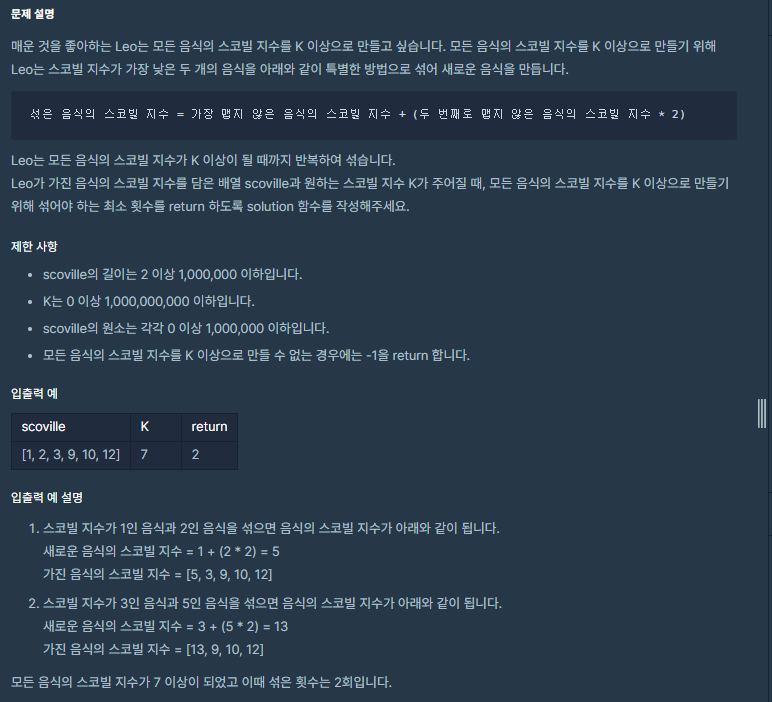 문제 설명
매운 것을 좋아하는 Leo는 모든 음식의 스코빌 지수를 K 이상으로 만들고 싶습니다. 모든 음식의 스코빌 지수를 K 이상으로 만들기 위해
Leo는 스코빌 지수가 가장 낮은 두 개의 음식을 아래와 같이 특별한 방법으로 섞어 새로운 음식을 만듭니다.
섞은 음식의 스코빌 지수 = 가장 맵지 않은 음식의 스코빌 지수 + (두 번째로 맵지 않은 음식의 스코빌 지수 * 2)
Leo는 모든 음식의 스코빌 지수가 K 이상이 될 때까지 반복하여 섞습니다.
Leo가 가진 음식의 스코빌 지수를 담은 배열 scoville과 원하는 스코빌 지수 K가 주어질 때, 모든 음식의 스코빌 지수를 K 이상으로 만들기
위해 섞어야 하는 최소 횟수를 return 하도록 solution 함수를 작성해주세요.
제한 사항
• scoville의 길이는 2 이상 1,000,000 이하입니다.
• K는 0 이상 1,000,000,000 이하입니다.
• scoville의 원소는 각각 0 이상 1,000,000 이하입니다.
• 모든 음식의 스코빌 지수를 K 이상으로 만들 수 없는 경우에는 -1을 return 합니다.
입출력 예
scoville K return
[1, 2, 3, 9, 10, 12] 7 2
입출력 예 설명
1. 스코빌 지수가 1인 음식과 2인 음식을 섞으면 음식의 스코빌 지수가 아래와 같이 됩니다.
새로운 음식의 스코빌 지수 = 1 + (2 * 2) = 5
가진 음식의 스코빌 지수 = [5, 3, 9, 10, 12]
2. 스코빌 지수가 3인 음식과 5인 음식을 섞으면 음식의 스코빌 지수가 아래와 같이 됩니다.
새로운 음식의 스코빌 지수 = 3 + (5 * 2) = 13
가진 음식의 스코빌 지수 = [13, 9, 10, 12]
모든 음식의 스코빌 지수가 7 이상이 되었고 이때 섞은 횟수는 2회입니다.